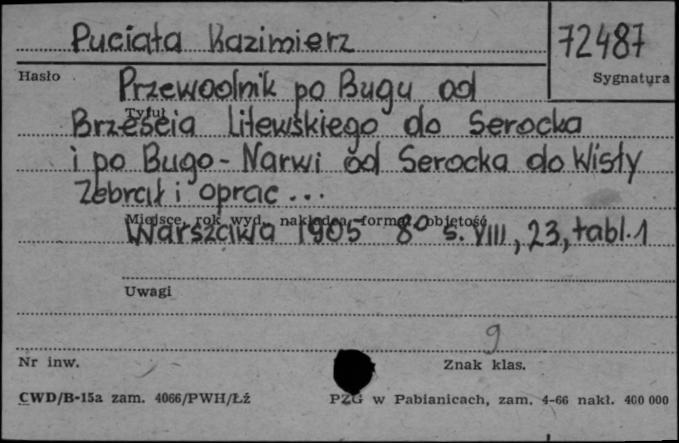 Puciata Kazimierz
72487
Hasło
Sygnatura
Przewodnik po Bugu od
Tytuł
Brześcia Litewskiego do Serocka
i po Bugo-Narwi od Serocka do Wisły
Zebrał i oprac...
Miejsce, rok wyd., nakładca, format, objętość
Warszawa 1905 8° s. VIII, 23, tabl. 1
Uwagi
9
Nr inw.
Znak klas.
CWD/B-15a zam. 4066/PWH/Łź
PZG w Pabianicach, zam. 4-66 nakł. 400 000